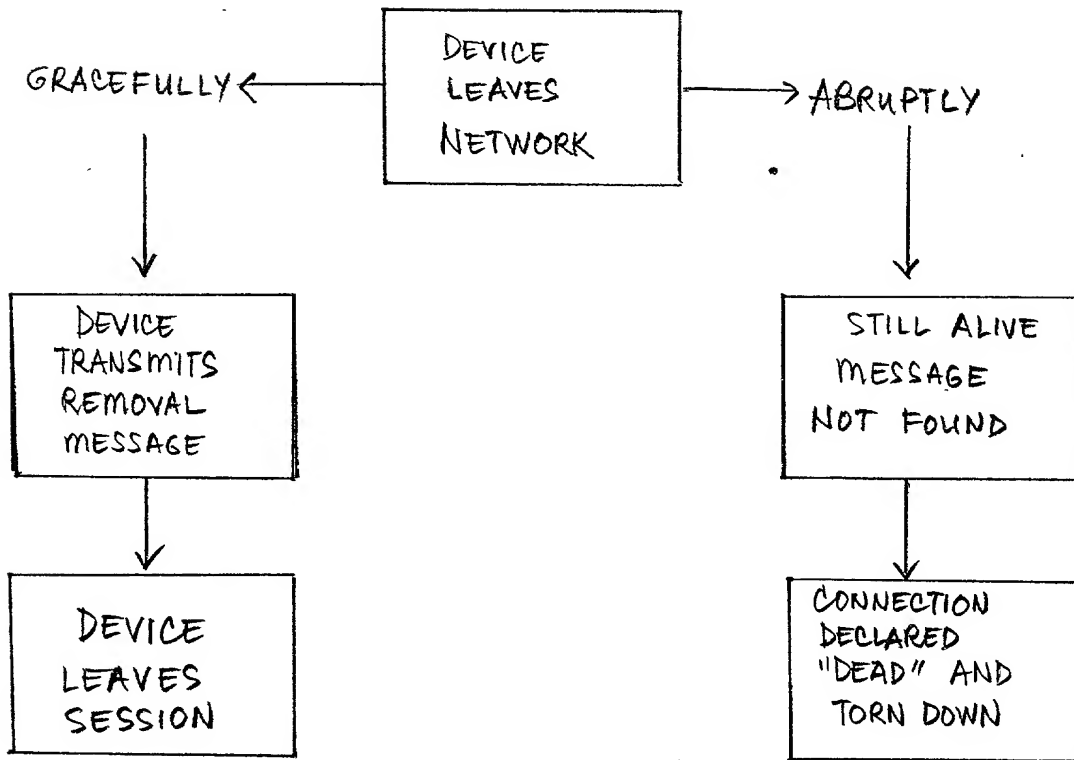 DEVICE
LEAVES
NETWORK
GRACEFULLY
ABRUPTLY
DEVICE
TRANSMITS
REMOVAL
MESSAGE
STILL ALIVE
MESSAGE
NOT FOUND
DEVICE
LEAVES
SESSION
CONNECTION
DECLARED
"DEAD" AND
TORN DOWN